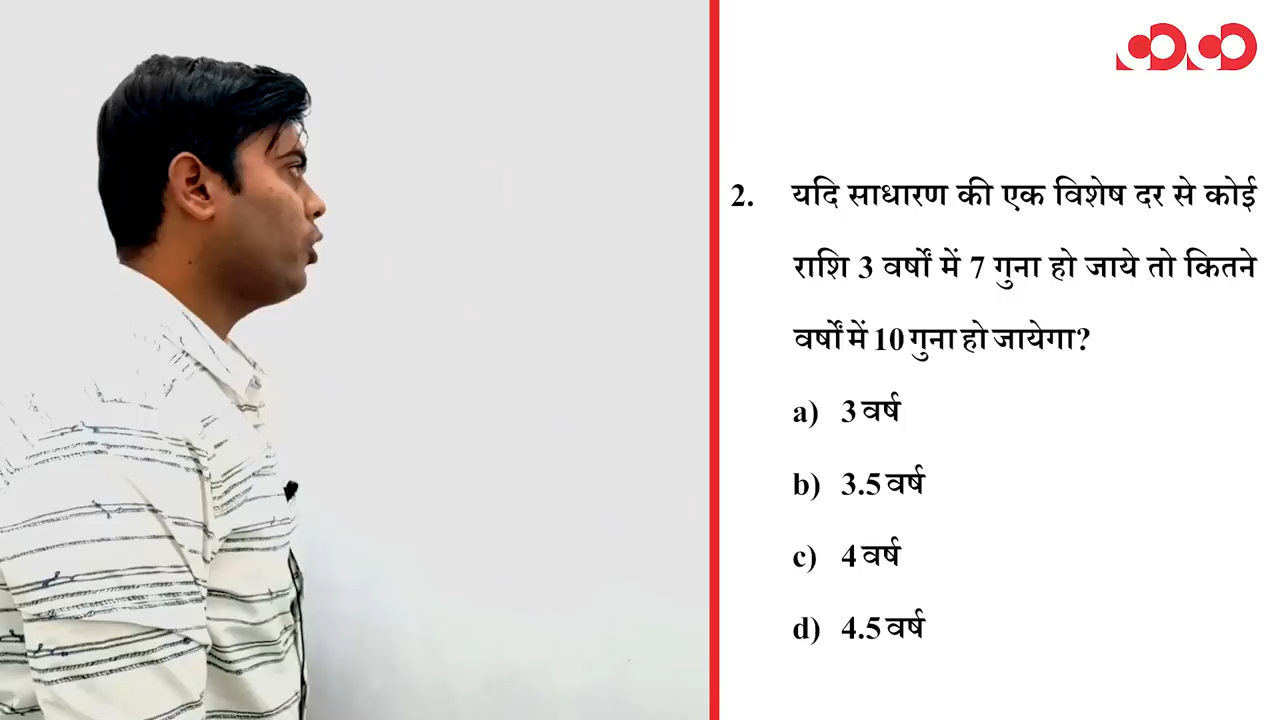 2. यदि साधारण की एक विशेष दर से कोई
राशि 3 वर्षों में 7 गुना हो जाये तो कितने
वर्षों में 10 गुना हो जायेगा?
a) 3 वर्ष
b) 3.5 वर्ष
c) 4 वर्ष
d) 4.5 वर्ष